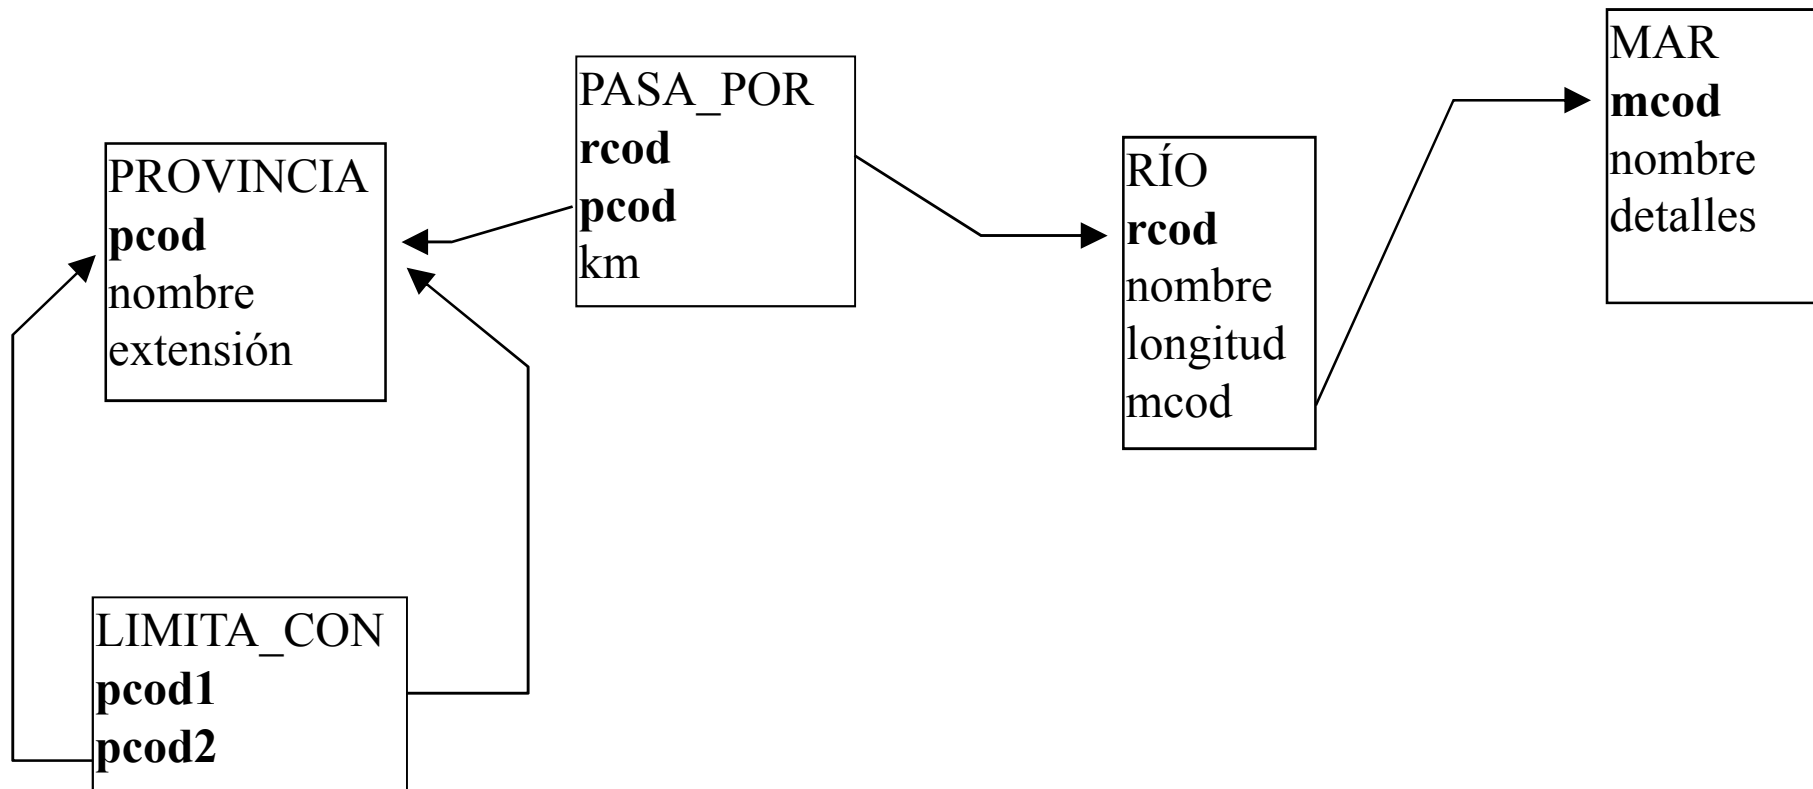 PROVINCIA
pcod
nombre
extensión
PASA_POR
rcod
pcod
km
RÍO
rcod
nombre
longitud
mcod
MAR
mcod
nombre
detalles
LIMITA_CON
pcod1
pcod2